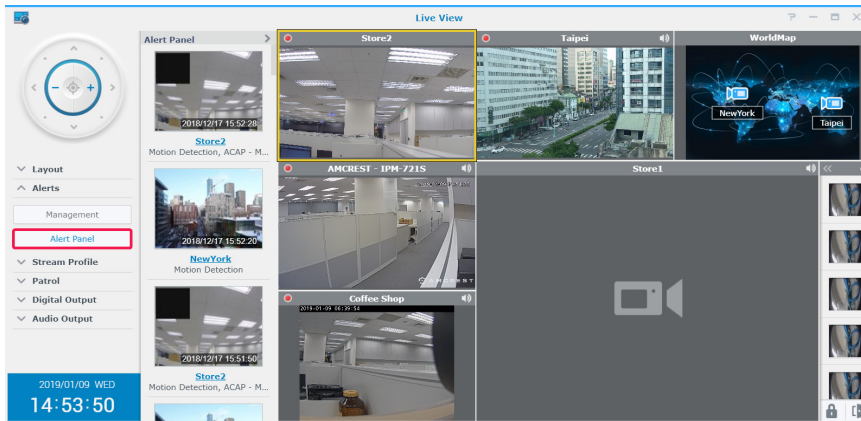 Live View
Alert Panel
2018/12/17 15:52:28
Store2
Motion Detection, ACAP - M...
2018/12/17 15:52:20
NewYork
Motion Detection
2018/12/17 15:51:50
Store2
Motion Detection, ACAP - M...
Layout
Alerts
Management
Alert Panel
Stream Profile
Patrol
Digital Output
Audio Output
2019/01/09 WED
14:53:50
Store2
Taipei
WorldMap
NewYork
Taipei
AMCREST - IPM-721S
AMCREST
Store1
Coffee Shop
2019-01-09 06:39:54